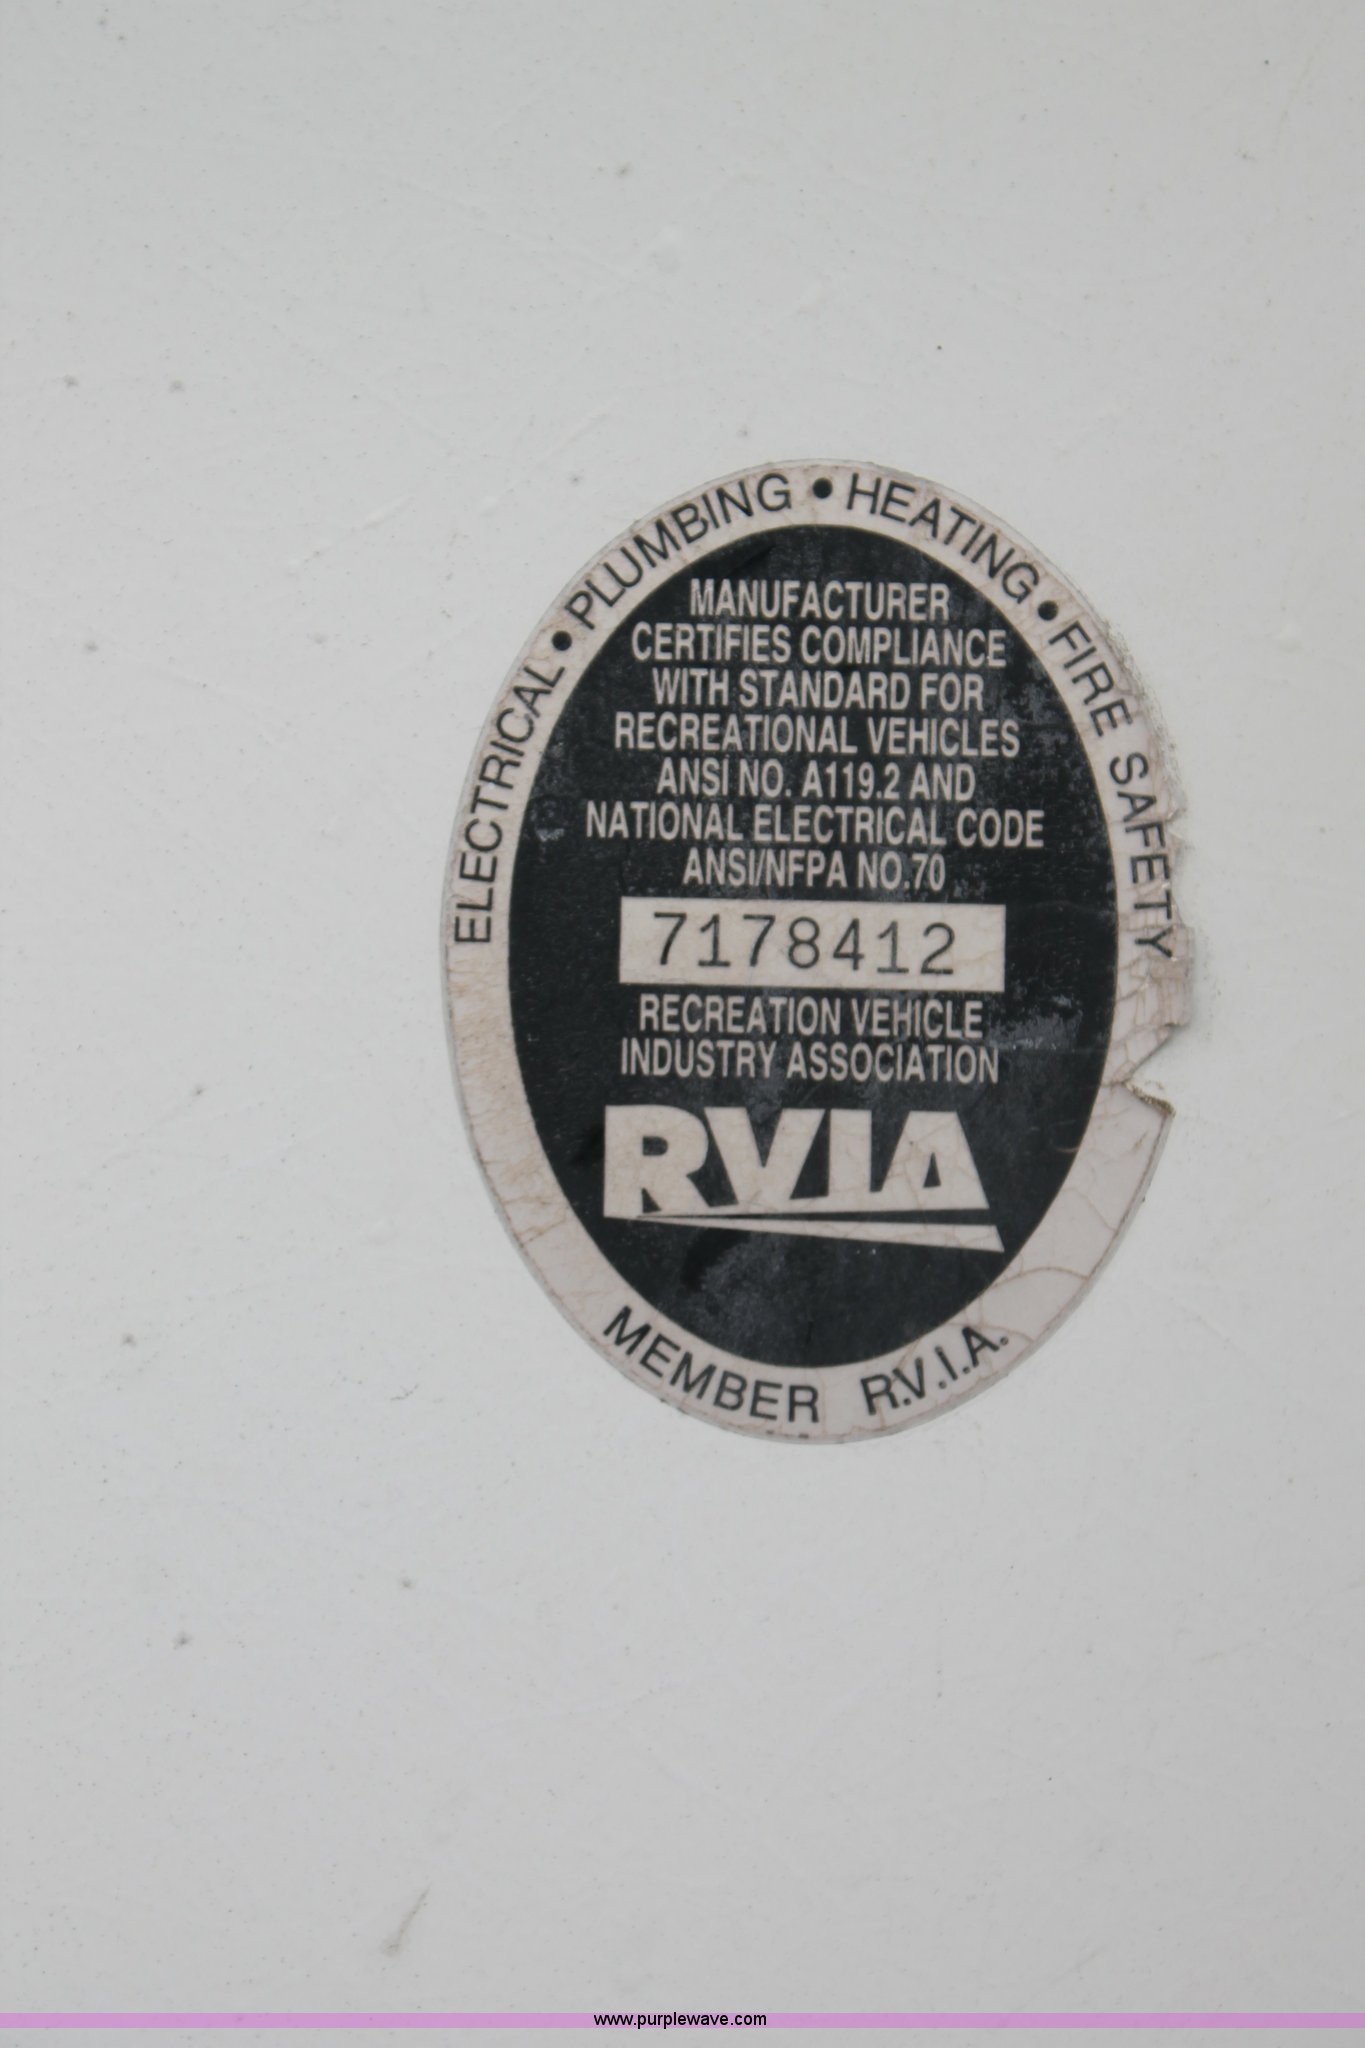 ELECTRICAL • PLUMBING • HEATING • FIRE SAFETY
MANUFACTURER
CERTIFIES COMPLIANCE
WITH STANDARD FOR
RECREATIONAL VEHICLES
ANSI NO. A119.2 AND
NATIONAL ELECTRICAL CODE
ANSI/NFPA NO.70
7178412
RECREATION VEHICLE
INDUSTRY ASSOCIATION
RVIA
MEMBER R.V.I.A.
www.purplewave.com